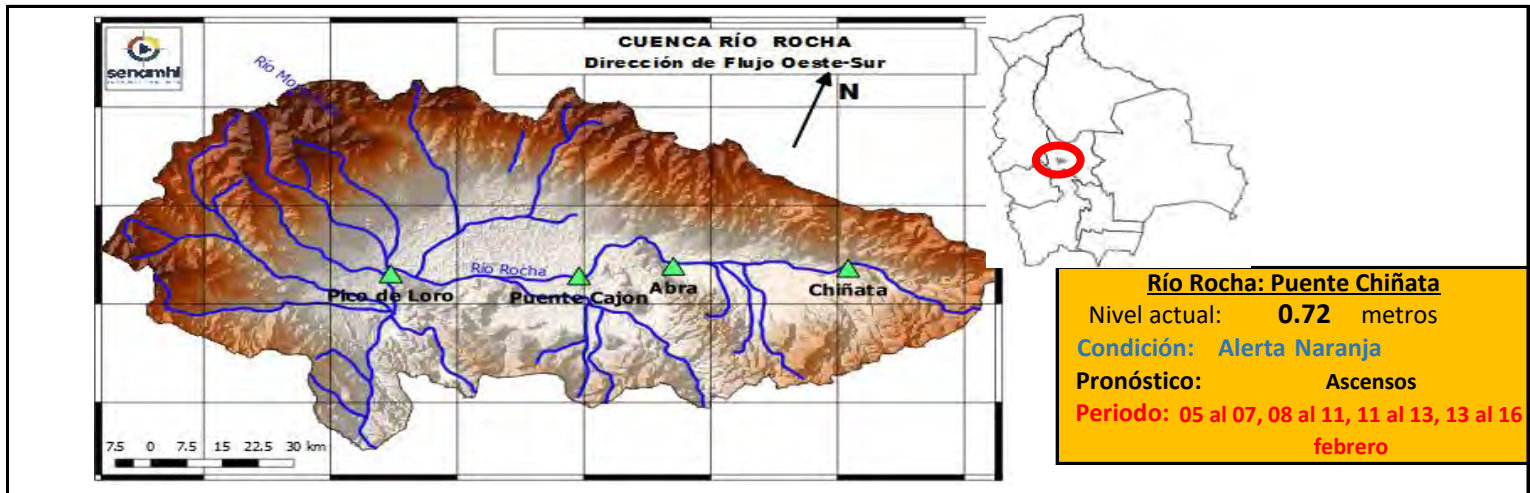 senamhi
CUENCA RÍO ROCHA
Dirección de Flujo Oeste-Sur
N
Río Rocha
Pico de Loro
Puente Cajon
Abra
Chiñata
7.5 0 7.5 15 22.5 30 km
Río Rocha: Puente Chiñata
Nivel actual: 0.72 metros
Condición: Alerta Naranja
Pronóstico: Ascensos
Periodo: 05 al 07, 08 al 11, 11 al 13, 13 al 16
febrero